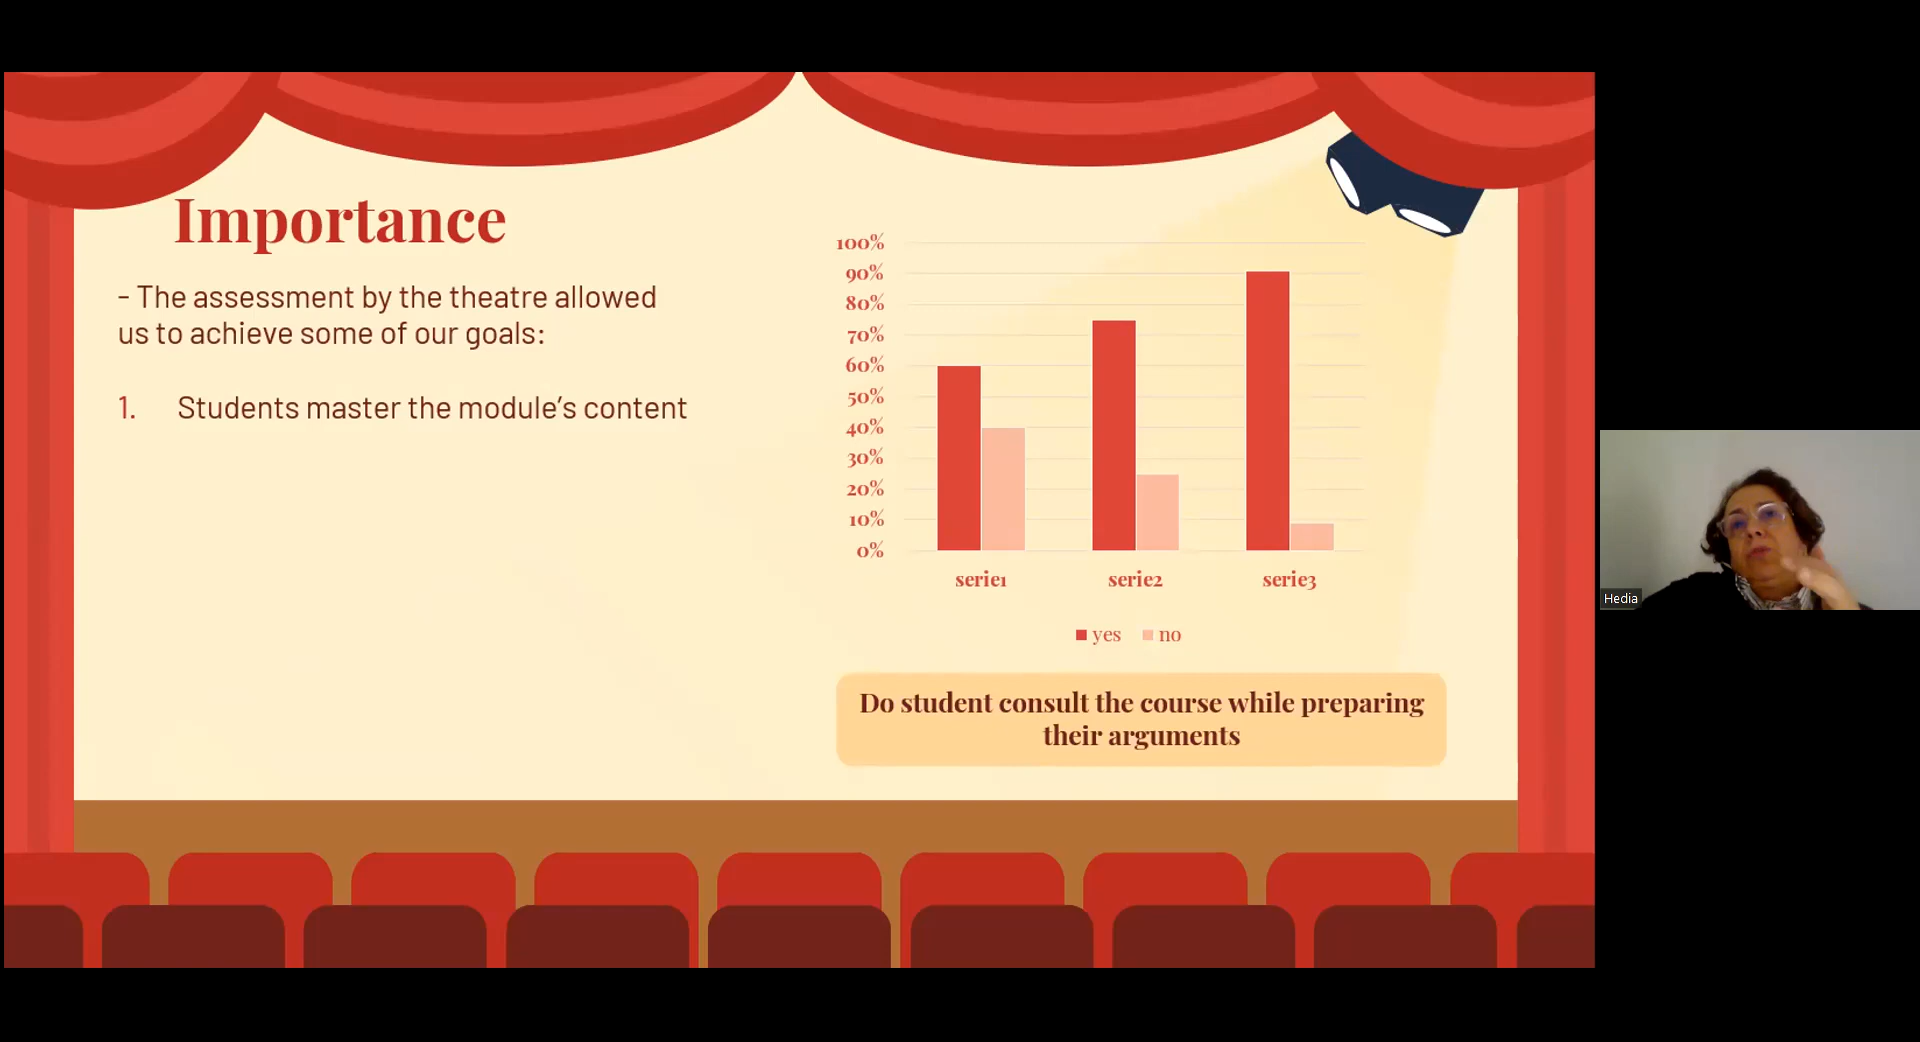 Importance
- The assessment by the theatre allowed
us to achieve some of our goals:
1. Students master the module's content
100%
90%
80%
70%
60%
50%
40%
30%
20%
10%
0%
serie1 serie2 serie3
yes no
Do student consult the course while preparing
their arguments
Hedia